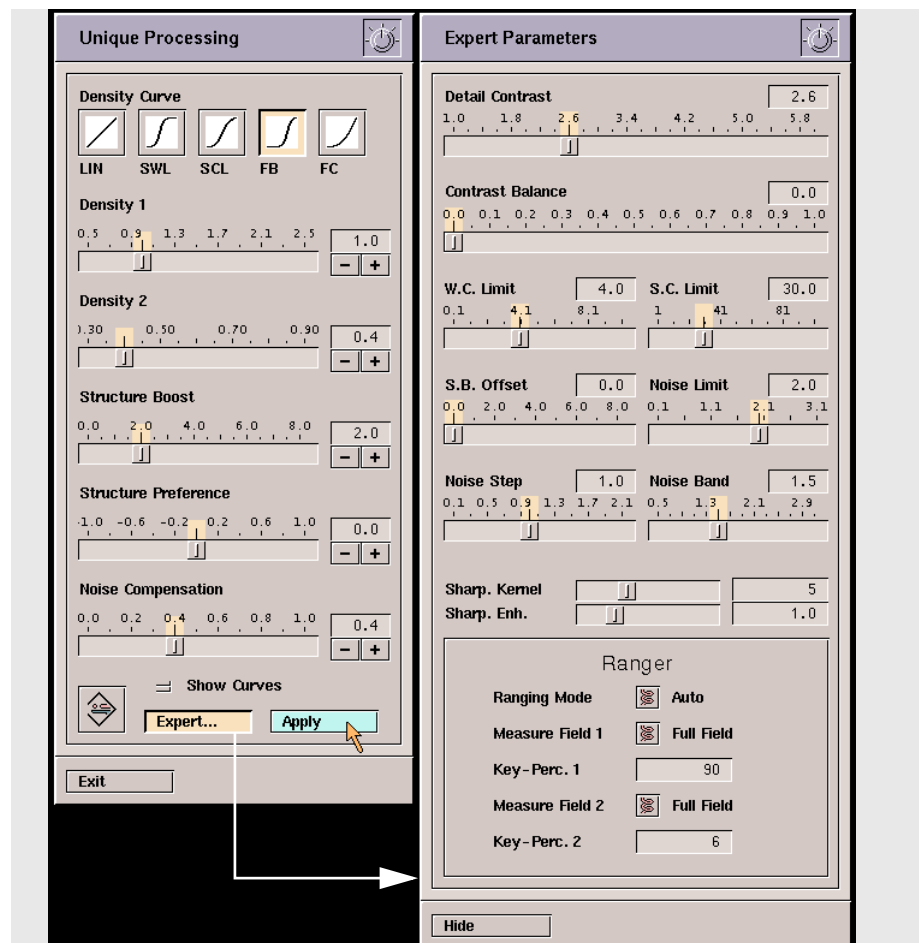 Unique Processing
Density Curve
LIN SWL SCL FB FC
Density 1
0.5 0.9 1.3 1.7 2.1 2.5
1.0
- +
Density 2
).30 0.50 0.70 0.90
0.4
- +
Structure Boost
0.0 2.0 4.0 6.0 8.0
2.0
- +
Structure Preference
-1.0 -0.6 -0.2 0.2 0.6 1.0
0.0
- +
Noise Compensation
0.0 0.2 0.4 0.6 0.8 1.0
0.4
- +
Show Curves
Expert... Apply
Exit
Expert Parameters
Detail Contrast 2.6
1.0 1.8 2.6 3.4 4.2 5.0 5.8
Contrast Balance 0.0
0.0 0.1 0.2 0.3 0.4 0.5 0.6 0.7 0.8 0.9 1.0
W.C. Limit 4.0 S.C. Limit 30.0
0.1 4.1 8.1 1 41 81
S.B. Offset 0.0 Noise Limit 2.0
0.0 2.0 4.0 6.0 8.0 0.1 1.1 2.1 3.1
Noise Step 1.0 Noise Band 1.5
0.1 0.5 0.9 1.3 1.7 2.1 0.5 1.3 2.1 2.9
Sharp. Kernel 5
Sharp. Enh. 1.0
Ranger
Ranging Mode Auto
Measure Field 1 Full Field
Key-Perc. 1 90
Measure Field 2 Full Field
Key-Perc. 2 6
Hide